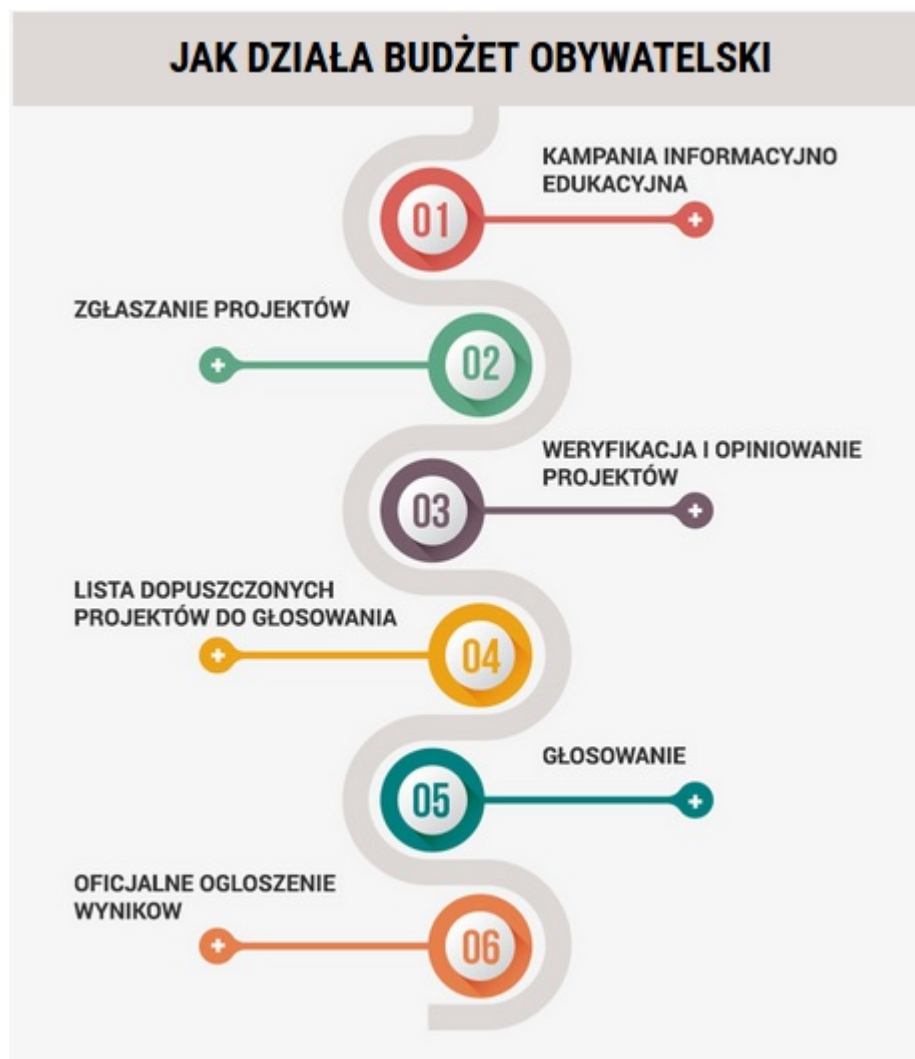 JAK DZIAŁA BUDŻET OBYWATELSKI
01
KAMPANIA INFORMACYJNO
EDUKACYJNA
ZGŁASZANIE PROJEKTÓW
02
WERYFIKACJA I OPINIOWANIE
PROJEKTÓW
03
LISTA DOPUSZCZONYCH
PROJEKTÓW DO GŁOSOWANIA
04
GŁOSOWANIE
05
OFICJALNE OGLOSZENIE
WYNIKOW
06